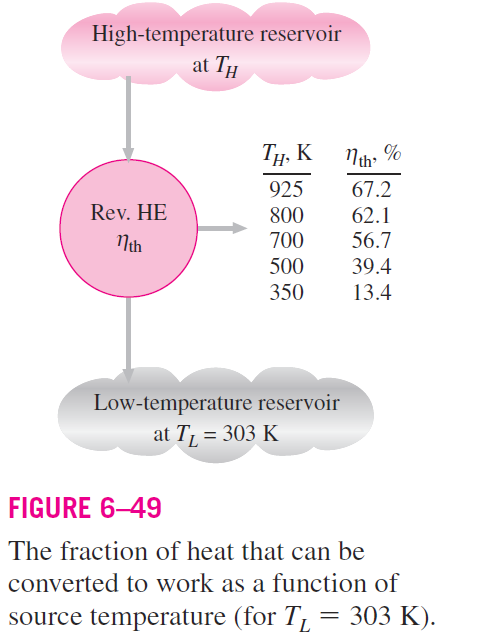 High-temperature reservoir
at T_H
Rev. HE
η_th
T_H, K η_th, %
925 67.2
800 62.1
700 56.7
500 39.4
350 13.4
Low-temperature reservoir
at T_L = 303 K
FIGURE 6–49
The fraction of heat that can be
converted to work as a function of
source temperature (for T_L = 303 K).